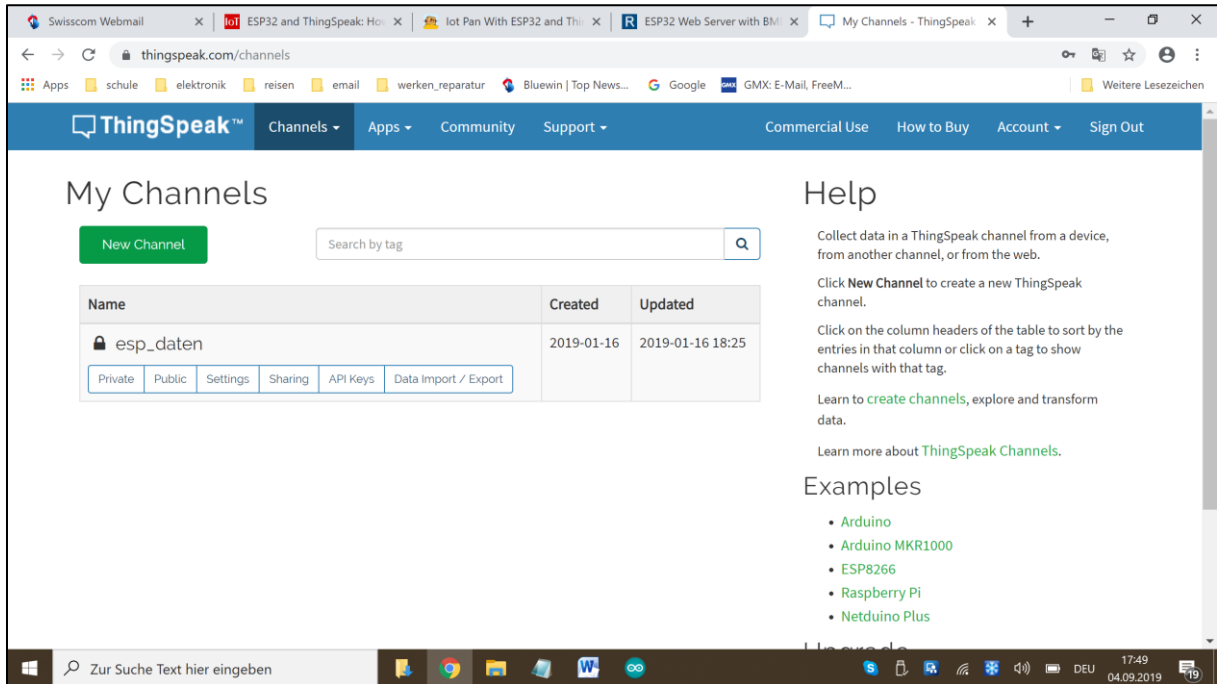 Swisscom Webmail
IoT ESP32 and ThingSpeak: Ho
Iot Pan With ESP32 and Thi
R ESP32 Web Server with BM
My Channels - ThingSpeak
thingspeak.com/channels
Apps schule elektronik reisen email werken_reparatur Bluewin | Top News... G Google GMX GMX: E-Mail, FreeM... Weitere Lesezeichen
ThingSpeak™ Channels Apps Community Support Commercial Use How to Buy Account Sign Out
My Channels
New Channel
Search by tag
Name Created Updated
esp_daten 2019-01-16 2019-01-16 18:25
Private Public Settings Sharing API Keys Data Import / Export
Help
Collect data in a ThingSpeak channel from a device,
from another channel, or from the web.
Click New Channel to create a new ThingSpeak
channel.
Click on the column headers of the table to sort by the
entries in that column or click on a tag to show
channels with that tag.
Learn to create channels, explore and transform
data.
Learn more about ThingSpeak Channels.
Examples
Arduino
Arduino MKR1000
ESP8266
Raspberry Pi
Netduino Plus
Upgrade
Zur Suche Text hier eingeben
DEU
17:49
04.09.2019
19